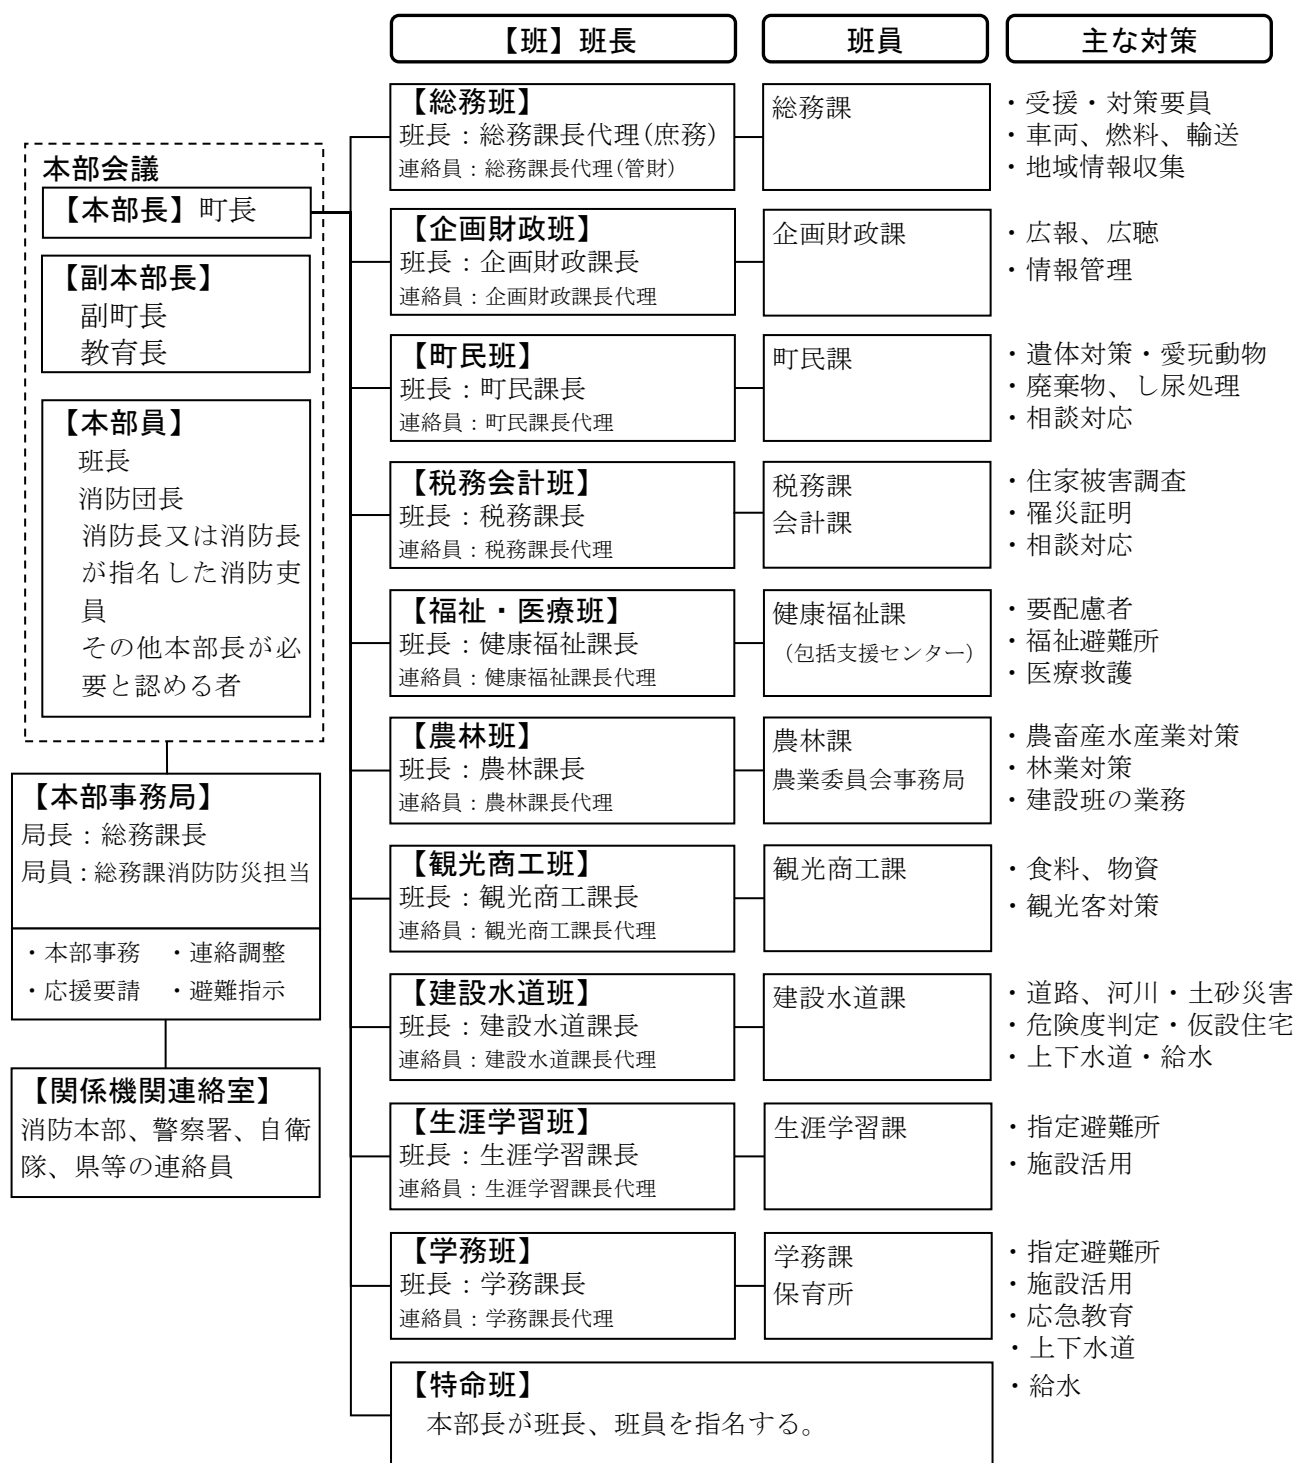 【班】班長
班員
主な対策
本部会議
【本部長】町長
【副本部長】
副町長
教育長
【本部員】
班長
消防団長
消防長又は消防長
が指名した消防吏
員
その他本部長が必
要と認める者
【本部事務局】
局長：総務課長
局員：総務課消防防災担当
・本部事務　・連絡調整
・応援要請　・避難指示
【関係機関連絡室】
消防本部、警察署、自衛
隊、県等の連絡員
【総務班】
班長：総務課長代理(庶務)
連絡員：総務課長代理(管財)
総務課
・受援・対策要員
・車両、燃料、輸送
・地域情報収集
【企画財政班】
班長：企画財政課長
連絡員：企画財政課長代理
企画財政課
・広報、広聴
・情報管理
【町民班】
班長：町民課長
連絡員：町民課長代理
町民課
・遺体対策・愛玩動物
・廃棄物、し尿処理
・相談対応
【税務会計班】
班長：税務課長
連絡員：税務課長代理
税務課
会計課
・住家被害調査
・罹災証明
・相談対応
【福祉・医療班】
班長：健康福祉課長
連絡員：健康福祉課長代理
健康福祉課
（包括支援センター）
・要配慮者
・福祉避難所
・医療救護
【農林班】
班長：農林課長
連絡員：農林課長代理
農林課
農業委員会事務局
・農畜産水産業対策
・林業対策
・建設班の業務
【観光商工班】
班長：観光商工課長
連絡員：観光商工課長代理
観光商工課
・食料、物資
・観光客対策
【建設水道班】
班長：建設水道課長
連絡員：建設水道課長代理
建設水道課
・道路、河川・土砂災害
・危険度判定・仮設住宅
・上下水道・給水
【生涯学習班】
班長：生涯学習課長
連絡員：生涯学習課長代理
生涯学習課
・指定避難所
・施設活用
【学務班】
班長：学務課長
連絡員：学務課長代理
学務課
保育所
・指定避難所
・施設活用
・応急教育
・上下水道
・給水
【特命班】
本部長が班長、班員を指名する。